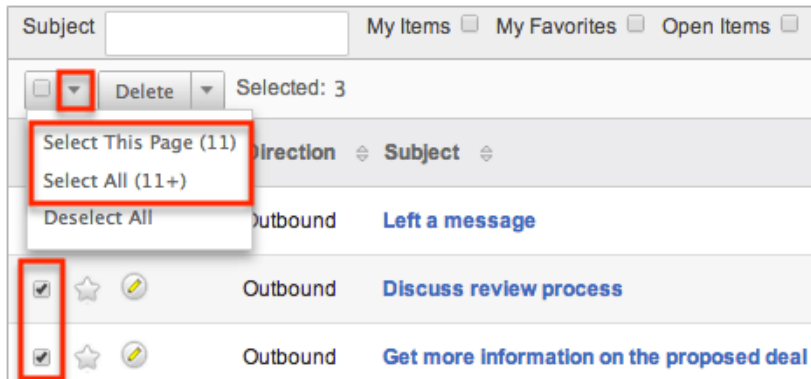 Subject My Items My Favorites Open Items
Delete Selected: 3
Select This Page (11)
Select All (11+)
Deselect All
Direction Subject
Outbound Left a message
Outbound Discuss review process
Outbound Get more information on the proposed deal